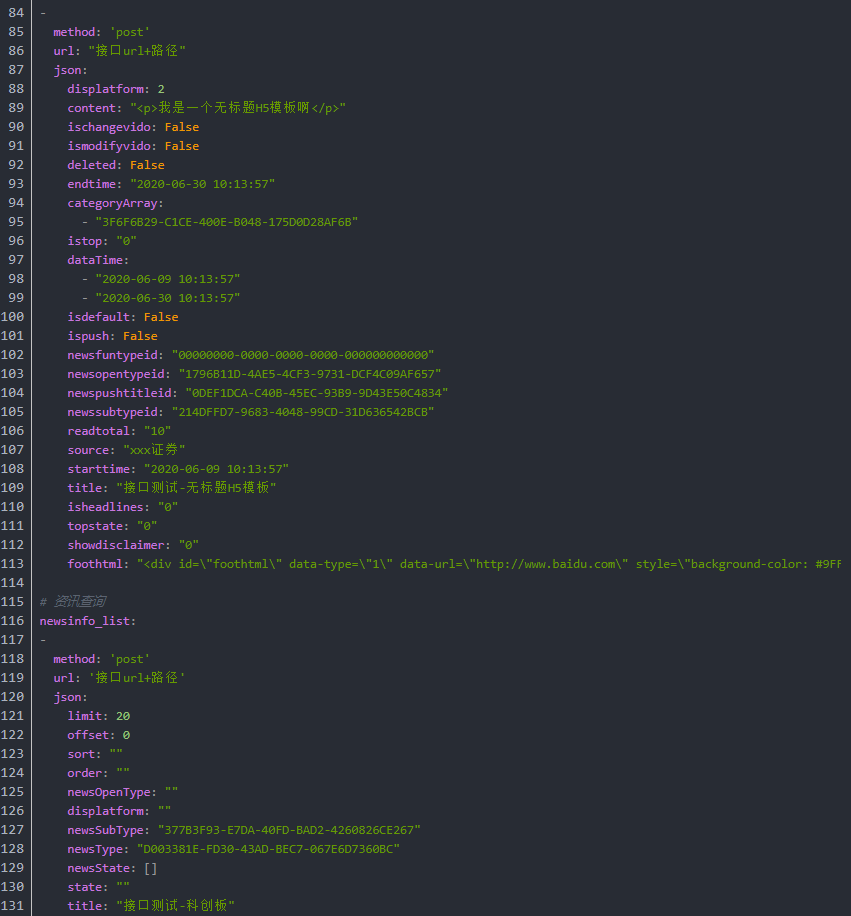 84 -
85 method: 'post'
86 url: "接口url+路径"
87 json:
88 displatform: 2
89 content: "<p>我是一个无标题H5模板啊</p>"
90 ischangevido: False
91 ismodifyvido: False
92 deleted: False
93 endtime: "2020-06-30 10:13:57"
94 categoryArray:
95 - "3F6F6B29-C1CE-400E-B048-175D0D28AF6B"
96 istop: "0"
97 dataTime:
98 - "2020-06-09 10:13:57"
99 - "2020-06-30 10:13:57"
100 isdefault: False
101 ispush: False
102 newsfuntypeid: "00000000-0000-0000-0000-000000000000"
103 newsopentypeid: "1796B11D-4AE5-4CF3-9731-DCF4C09AF657"
104 newspushtitleid: "0DEF1DCA-C40B-45EC-93B9-9D43E50C4834"
105 newssubtypeid: "214DFFD7-9683-4048-99CD-31D636542BCB"
106 readtotal: "10"
107 source: "xxx证券"
108 starttime: "2020-06-09 10:13:57"
109 title: "接口测试-无标题H5模板"
110 isheadlines: "0"
111 topstate: "0"
112 showdisclaimer: "0"
113 foothtml: "<div id=\"foothtml\" data-type=\"1\" data-url=\"http://www.baidu.com\" style=\"background-color: #9FF
114
115 # 资讯查询
116 newsinfo_list:
117 -
118 method: 'post'
119 url: '接口url+路径'
120 json:
121 limit: 20
122 offset: 0
123 sort: ""
124 order: ""
125 newsOpenType: ""
126 displatform: ""
127 newsSubType: "377B3F93-E7DA-40FD-BAD2-4260826CE267"
128 newsType: "D003381E-FD30-43AD-BEC7-067E6D7360BC"
129 newsState: []
130 state: ""
131 title: "接口测试-科创板"